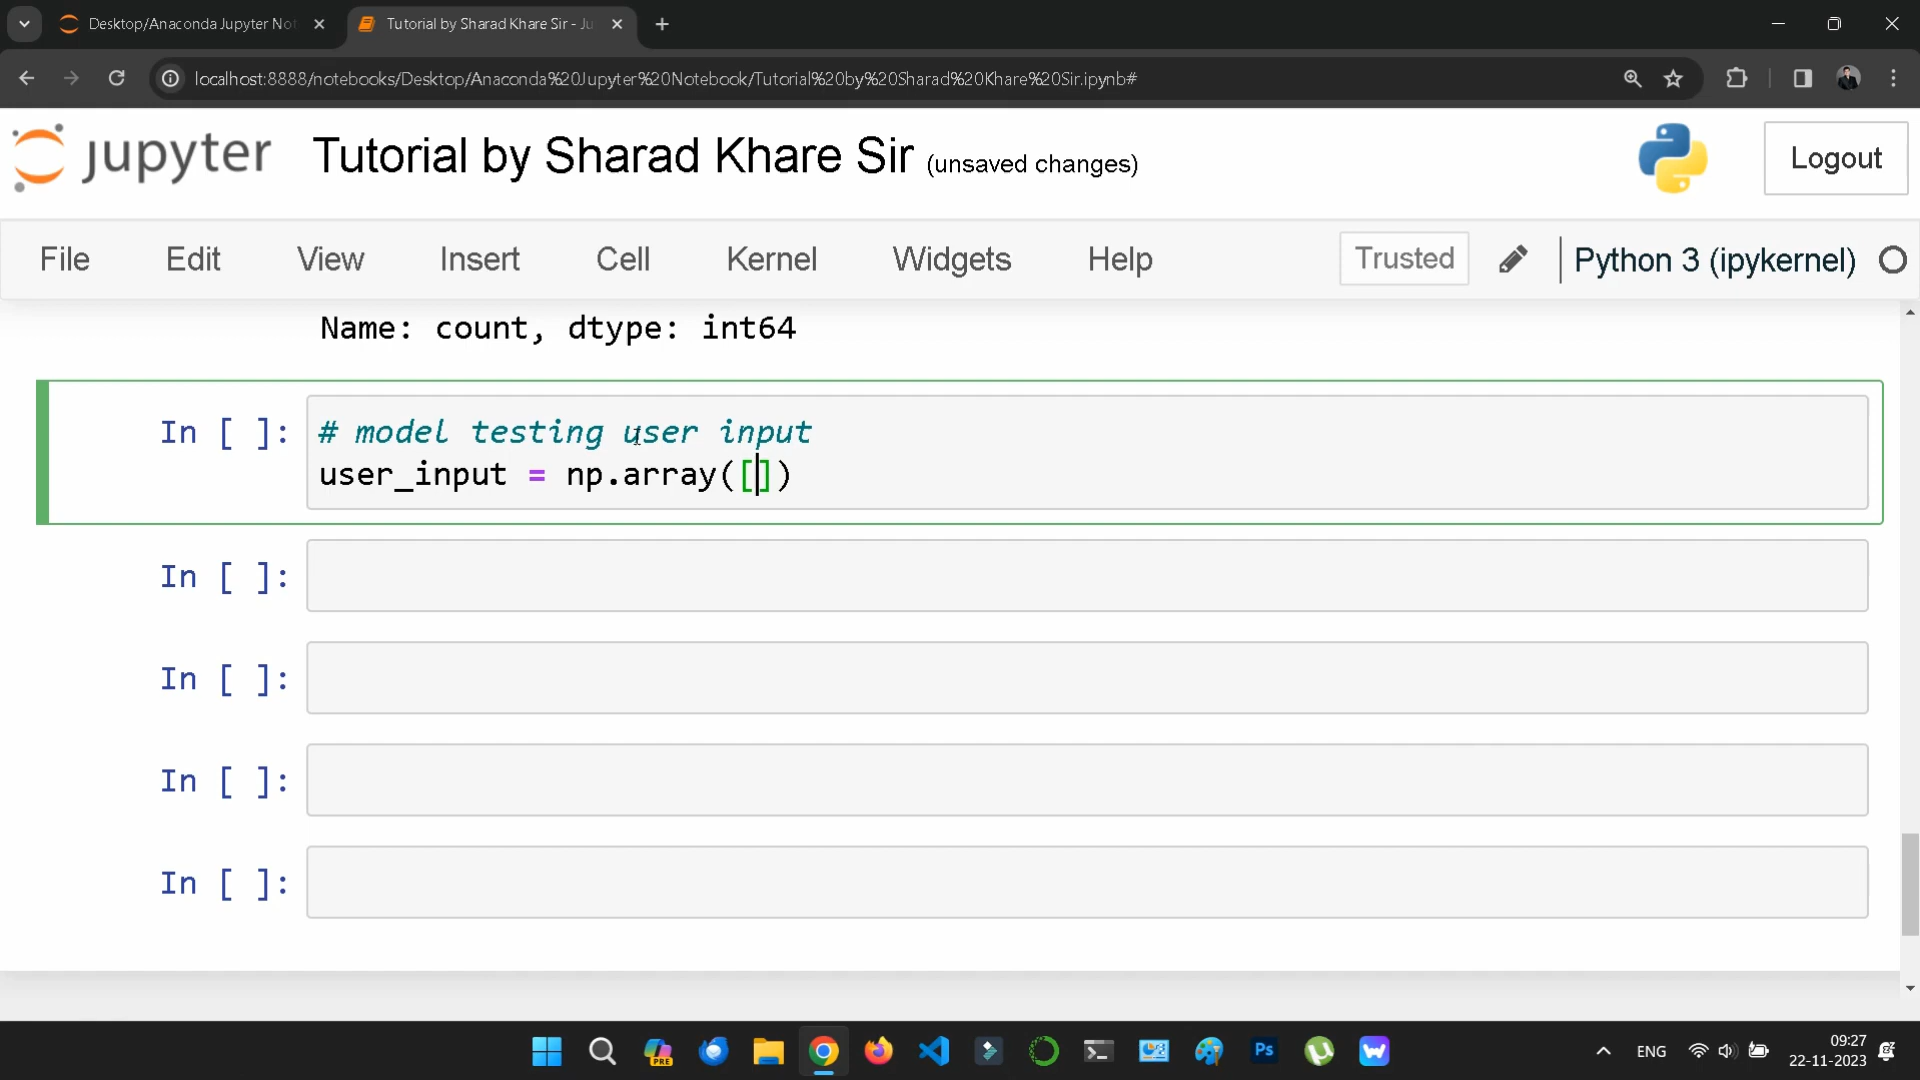 Desktop/Anaconda Jupyter Not
Tutorial by Sharad Khare Sir - Ju
localhost:8888/notebooks/Desktop/Anaconda%20Jupyter%20Notebook/Tutorial%20by%20Sharad%20Khare%20Sir.ipynb#
jupyter Tutorial by Sharad Khare Sir (unsaved changes)
Logout
File Edit View Insert Cell Kernel Widgets Help Trusted Python 3 (ipykernel)
Name: count, dtype: int64
In [ ]: # model testing user input
user_input = np.array([])
In [ ]:
In [ ]:
In [ ]:
In [ ]:
PRE
Ps
ENG
09:27
22-11-2023